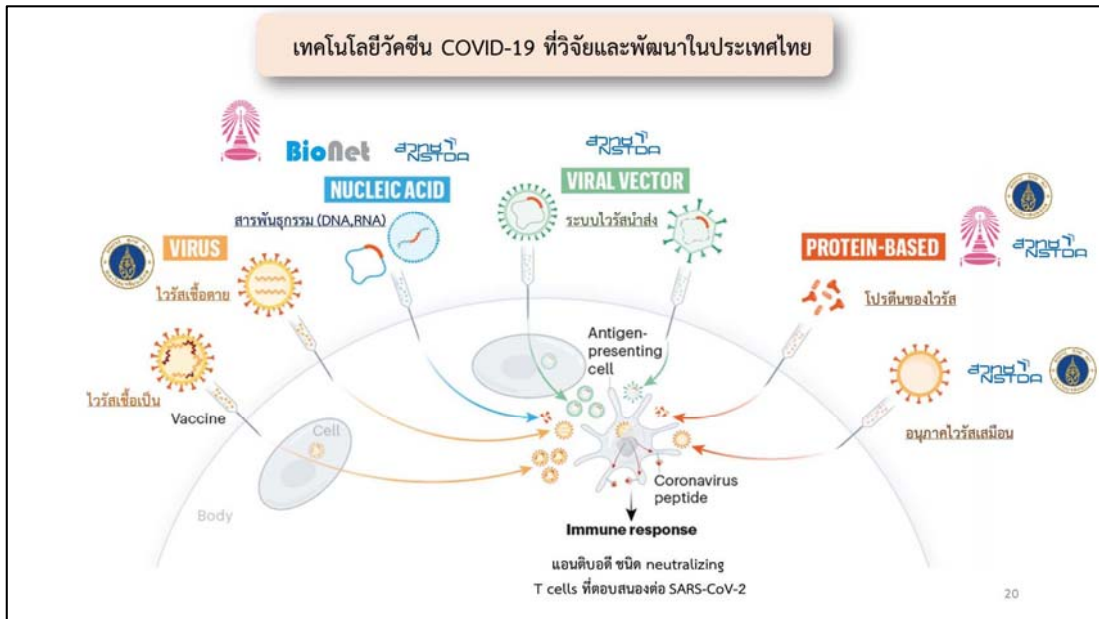 เทคโนโลยีวัคซีน COVID-19 ที่วิจัยและพัฒนาในประเทศไทย
BioNet
สวทช
NSTDA
สวทช
NSTDA
NUCLEIC ACID
สารพันธุกรรม (DNA,RNA)
VIRAL VECTOR
ระบบไวรัสนำส่ง
VIRUS
ไวรัสเชื้อตาย
PROTEIN-BASED
สวทช
NSTDA
โปรตีนของไวรัส
ไวรัสเชื้อเป็น
Vaccine
Antigen-
presenting
cell
สวทช
NSTDA
อนุภาคไวรัสเสมือน
Cell
Body
Coronavirus
peptide
Immune response
แอนติบอดี ชนิด neutralizing
T cells ที่ตอบสนองต่อ SARS-CoV-2
20